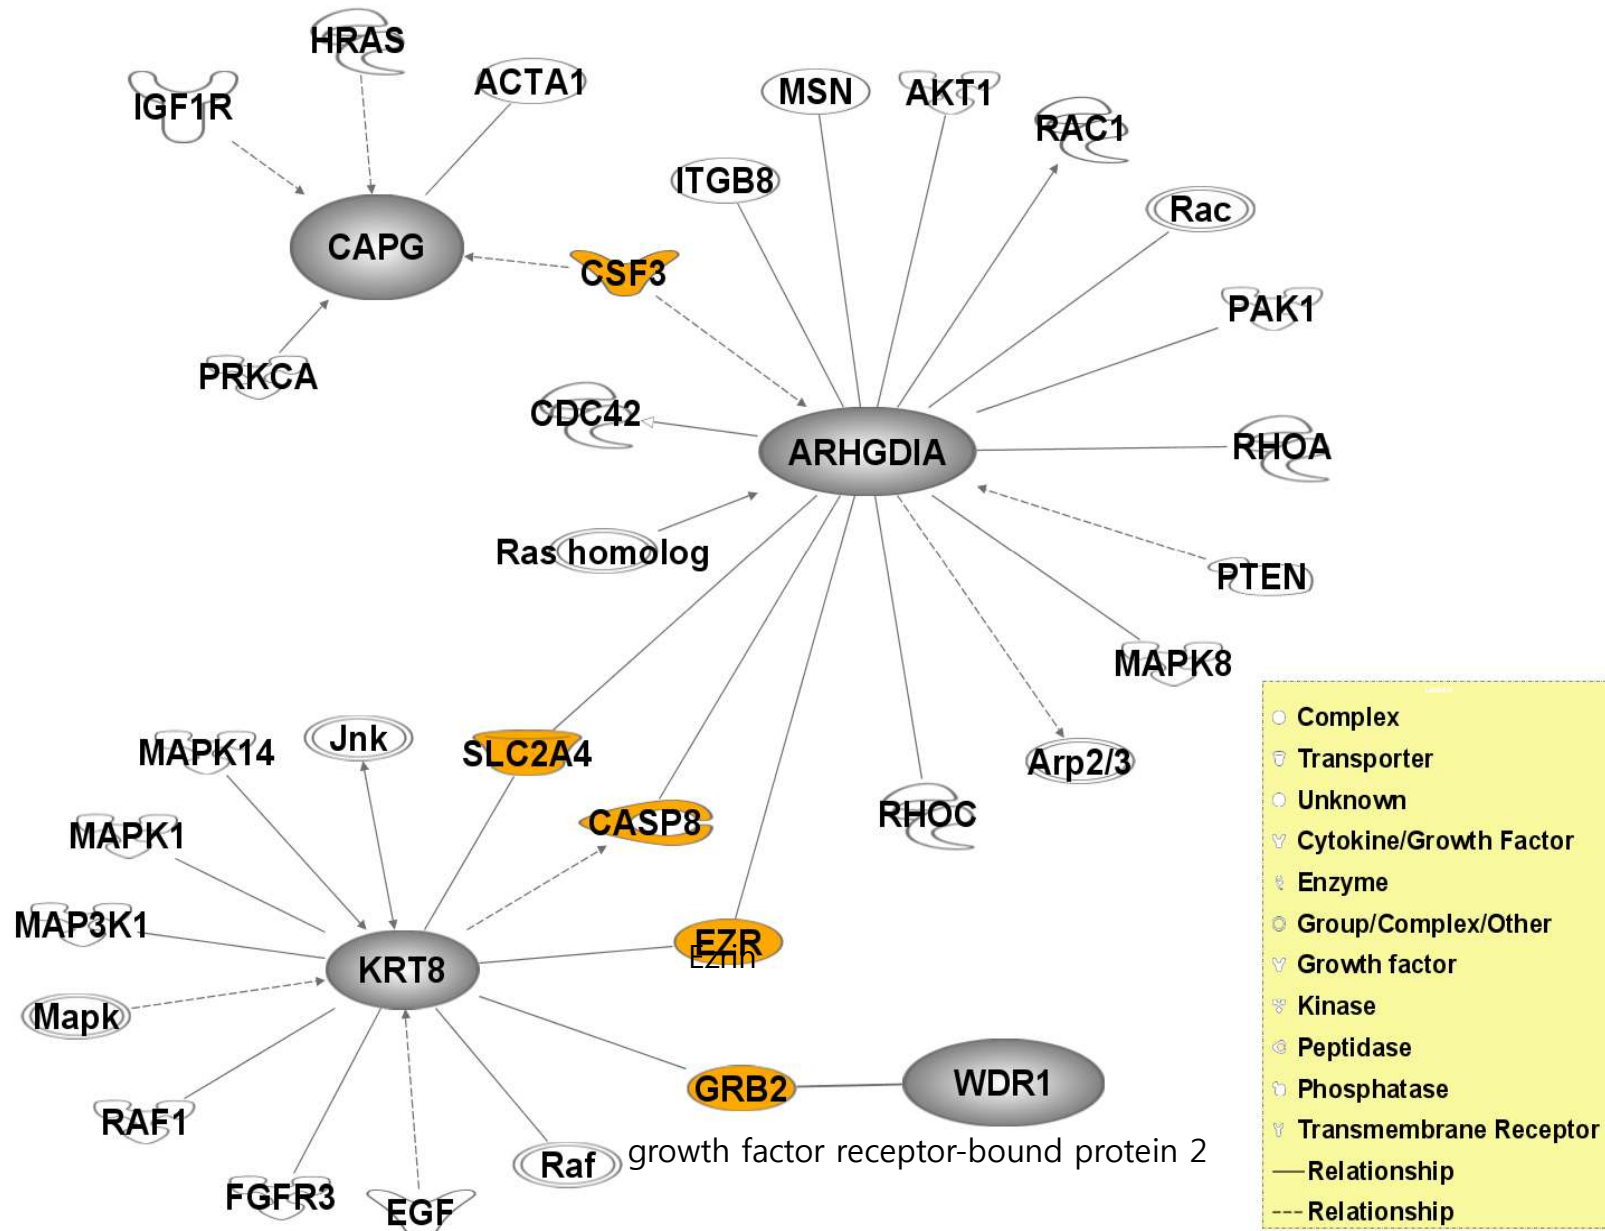 HRAS
IGF1R
ACTA1
MSN
AKT1
RAC1
ITGB8
Rac
CAPG
CSF3
PAK1
PRKCA
CDC42
ARHGDIA
RHOA
Ras homolog
PTEN
MAPK8
MAPK14
Jnk
SLC2A4
Arp2/3
MAPK1
CASP8
RHOC
MAP3K1
EZR
Ezrin
KRT8
Mapk
GRB2
WDR1
RAF1
growth factor receptor-bound protein 2
Raf
FGFR3
EGF
Complex
Transporter
Unknown
Cytokine/Growth Factor
Enzyme
Group/Complex/Other
Growth factor
Kinase
Peptidase
Phosphatase
Transmembrane Receptor
Relationship
Relationship